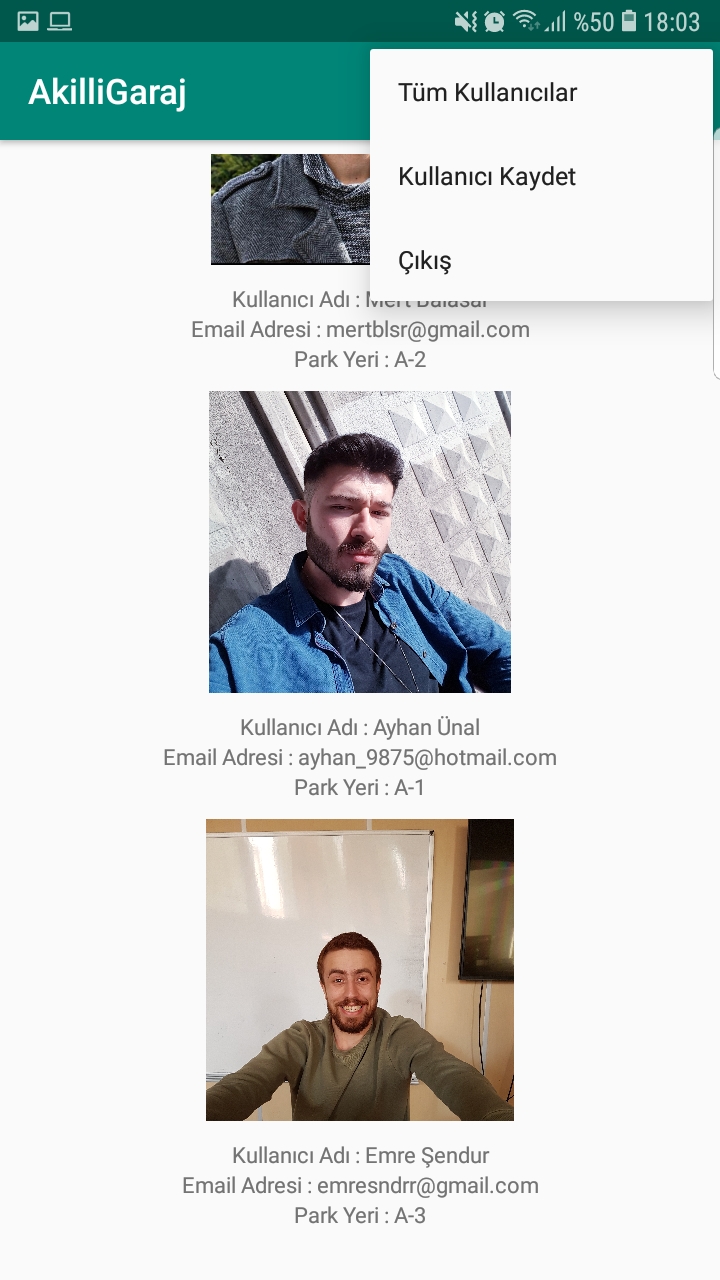 %50 18:03
AkilliGaraj
Tüm Kullanıcılar
Kullanıcı Kaydet
Çıkış
Kullanıcı Adı : Mert
Email Adresi : mertblsr@gmail.com
Park Yeri : A-2
Kullanıcı Adı : Ayhan Ünal
Email Adresi : ayhan_9875@hotmail.com
Park Yeri : A-1
Kullanıcı Adı : Emre Şendur
Email Adresi : emresndrr@gmail.com
Park Yeri : A-3